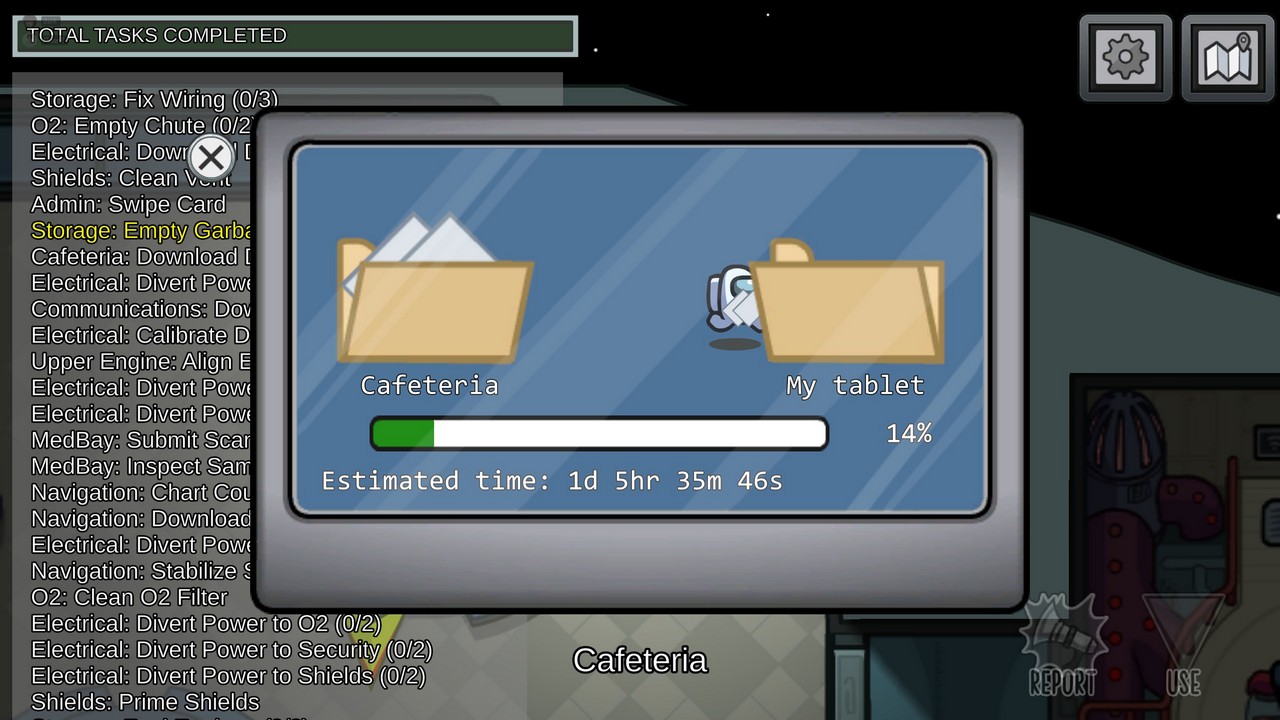 TOTAL TASKS COMPLETED
Storage: Fix Wiring (0/3)
O2: Empty Chute (0/2
Electrical: Down
Shields: Clean Vent
Admin: Swipe Card
Storage: Empty Garba
Cafeteria: Download D
Electrical: Divert Powe
Communications: Dow
Electrical: Calibrate D
Upper Engine: Align E
Electrical: Divert Powe
Electrical: Divert Powe
MedBay: Submit Scan
MedBay: Inspect Sam
Navigation: Chart Cou
Navigation: Download
Electrical: Divert Powe
Navigation: Stabilize S
O2: Clean O2 Filter
Electrical: Divert Power to O2 (0/2)
Electrical: Divert Power to Security (0/2)
Electrical: Divert Power to Shields (0/2)
Shields: Prime Shields
Cafeteria
My tablet
14%
Estimated time: 1d 5hr 35m 46s
Cafeteria
REPORT
USE